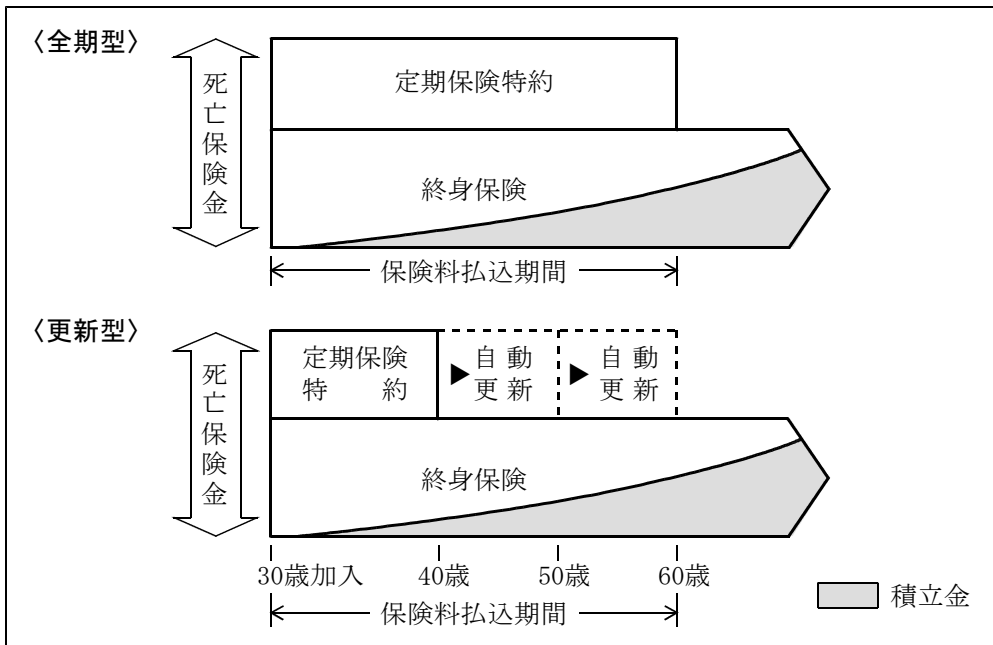 〈全期型〉
死亡保険金
定期保険特約
終身保険
保険料払込期間
〈更新型〉
死亡保険金
定期保険
特約
▶自動
更新
▶自動
更新
終身保険
30歳加入
40歳
50歳
60歳
保険料払込期間
積立金